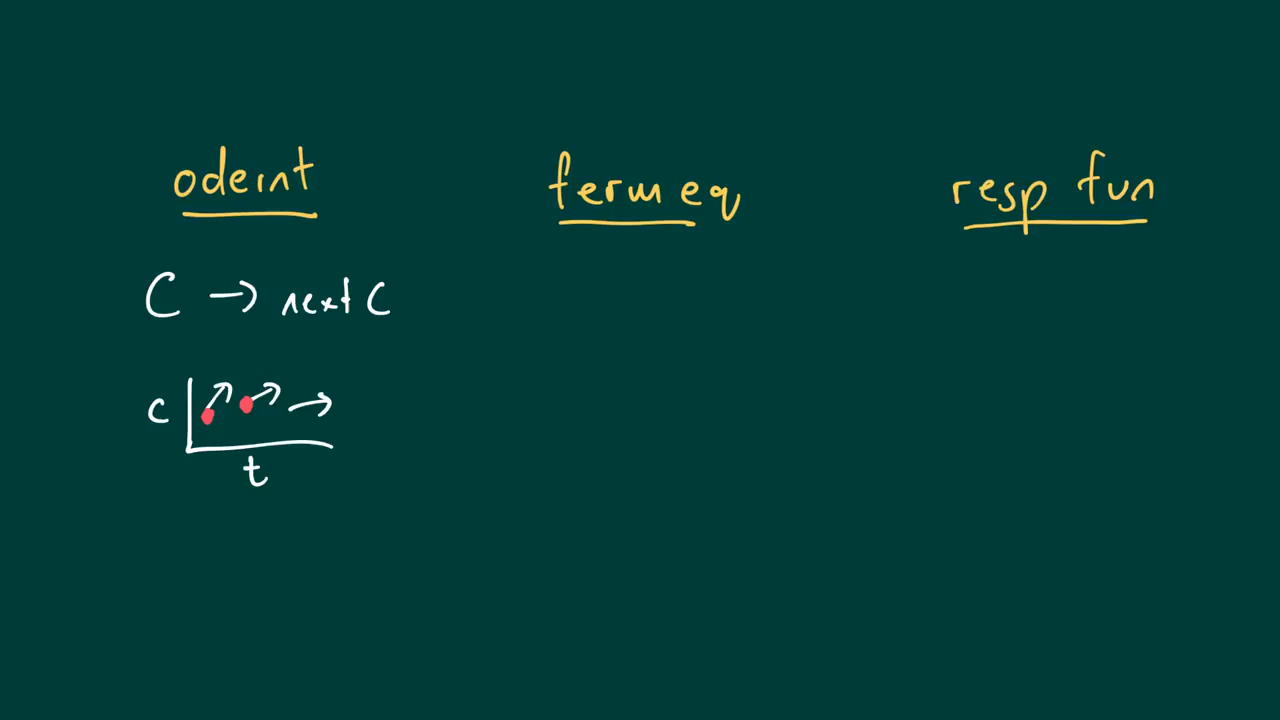 odeint
ferm eq
resp fun
C → next C
c
t